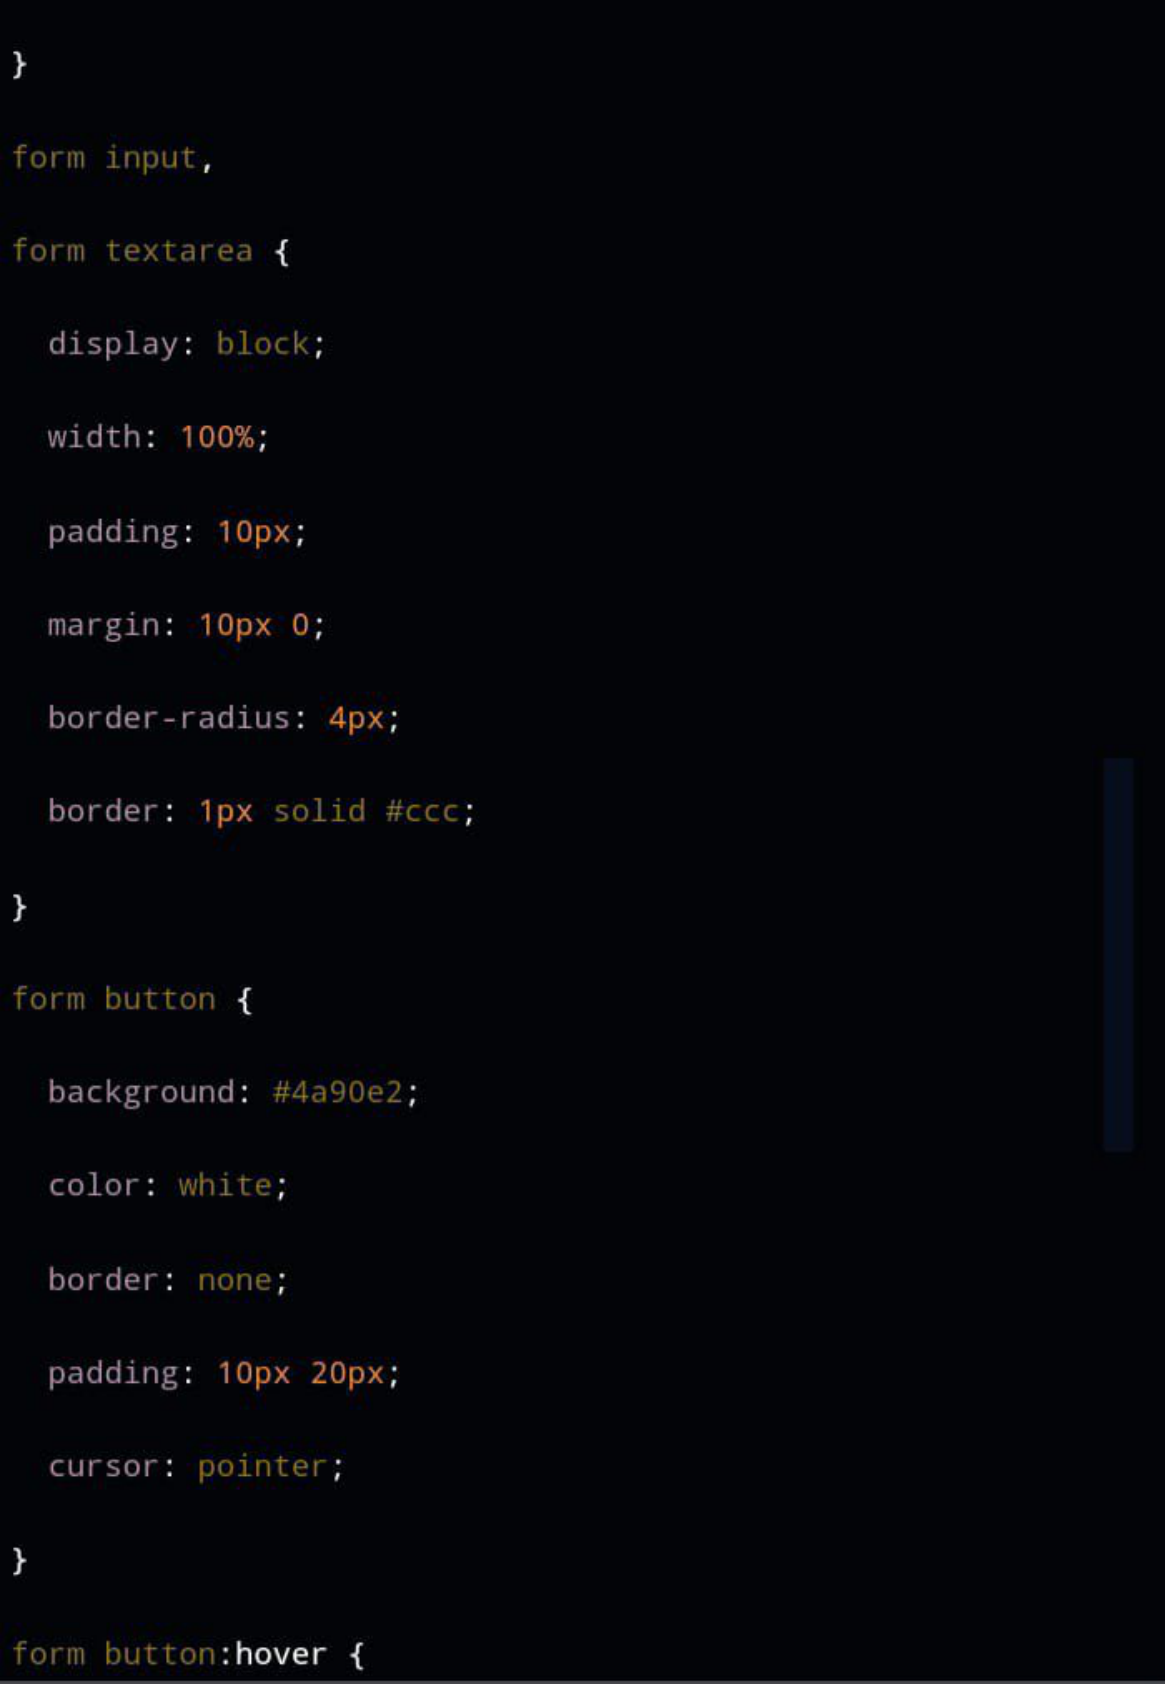 }
form input,
form textarea {
  display: block;
  width: 100%;
  padding: 10px;
  margin: 10px 0;
  border-radius: 4px;
  border: 1px solid #ccc;
}
form button {
  background: #4a90e2;
  color: white;
  border: none;
  padding: 10px 20px;
  cursor: pointer;
}
form button:hover {